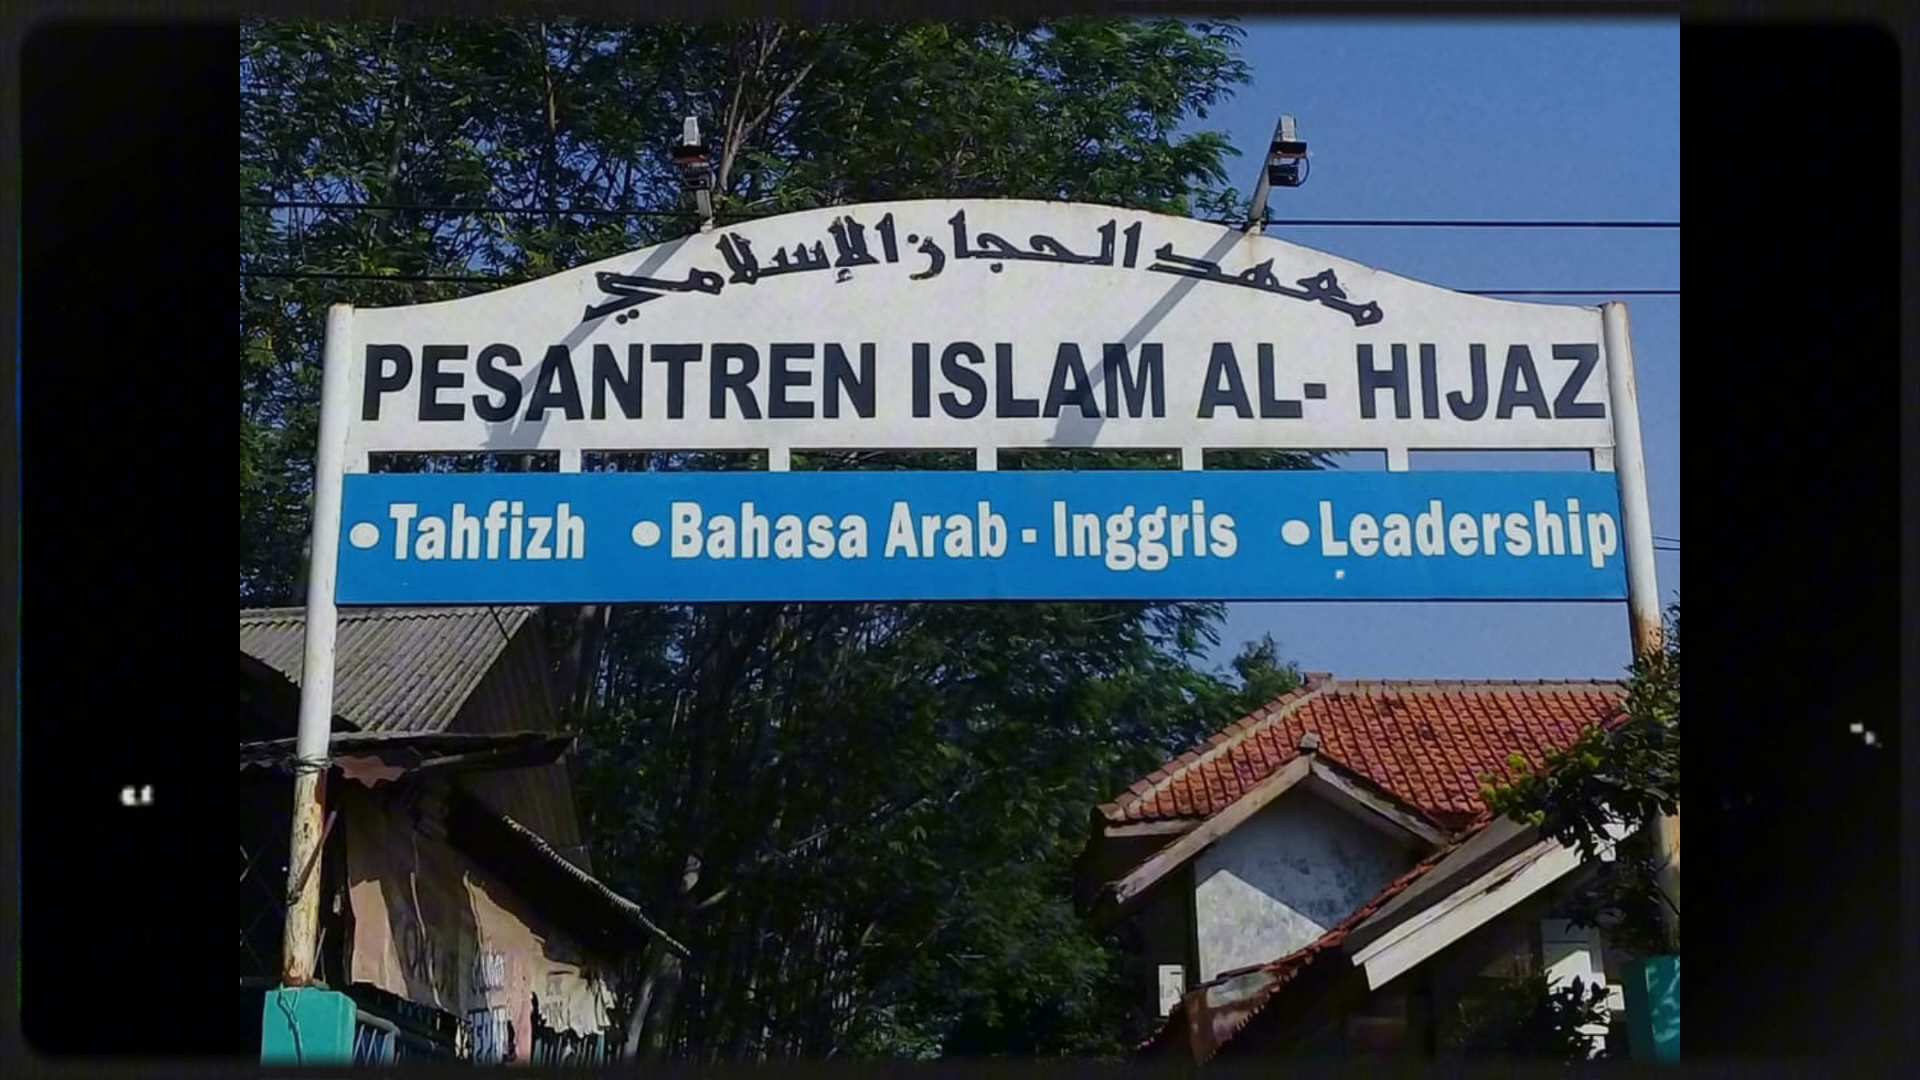 معهد الحجاز الإسلامي
PESANTREN ISLAM AL- HIJAZ
•Tahfizh •Bahasa Arab - Inggris •Leadership